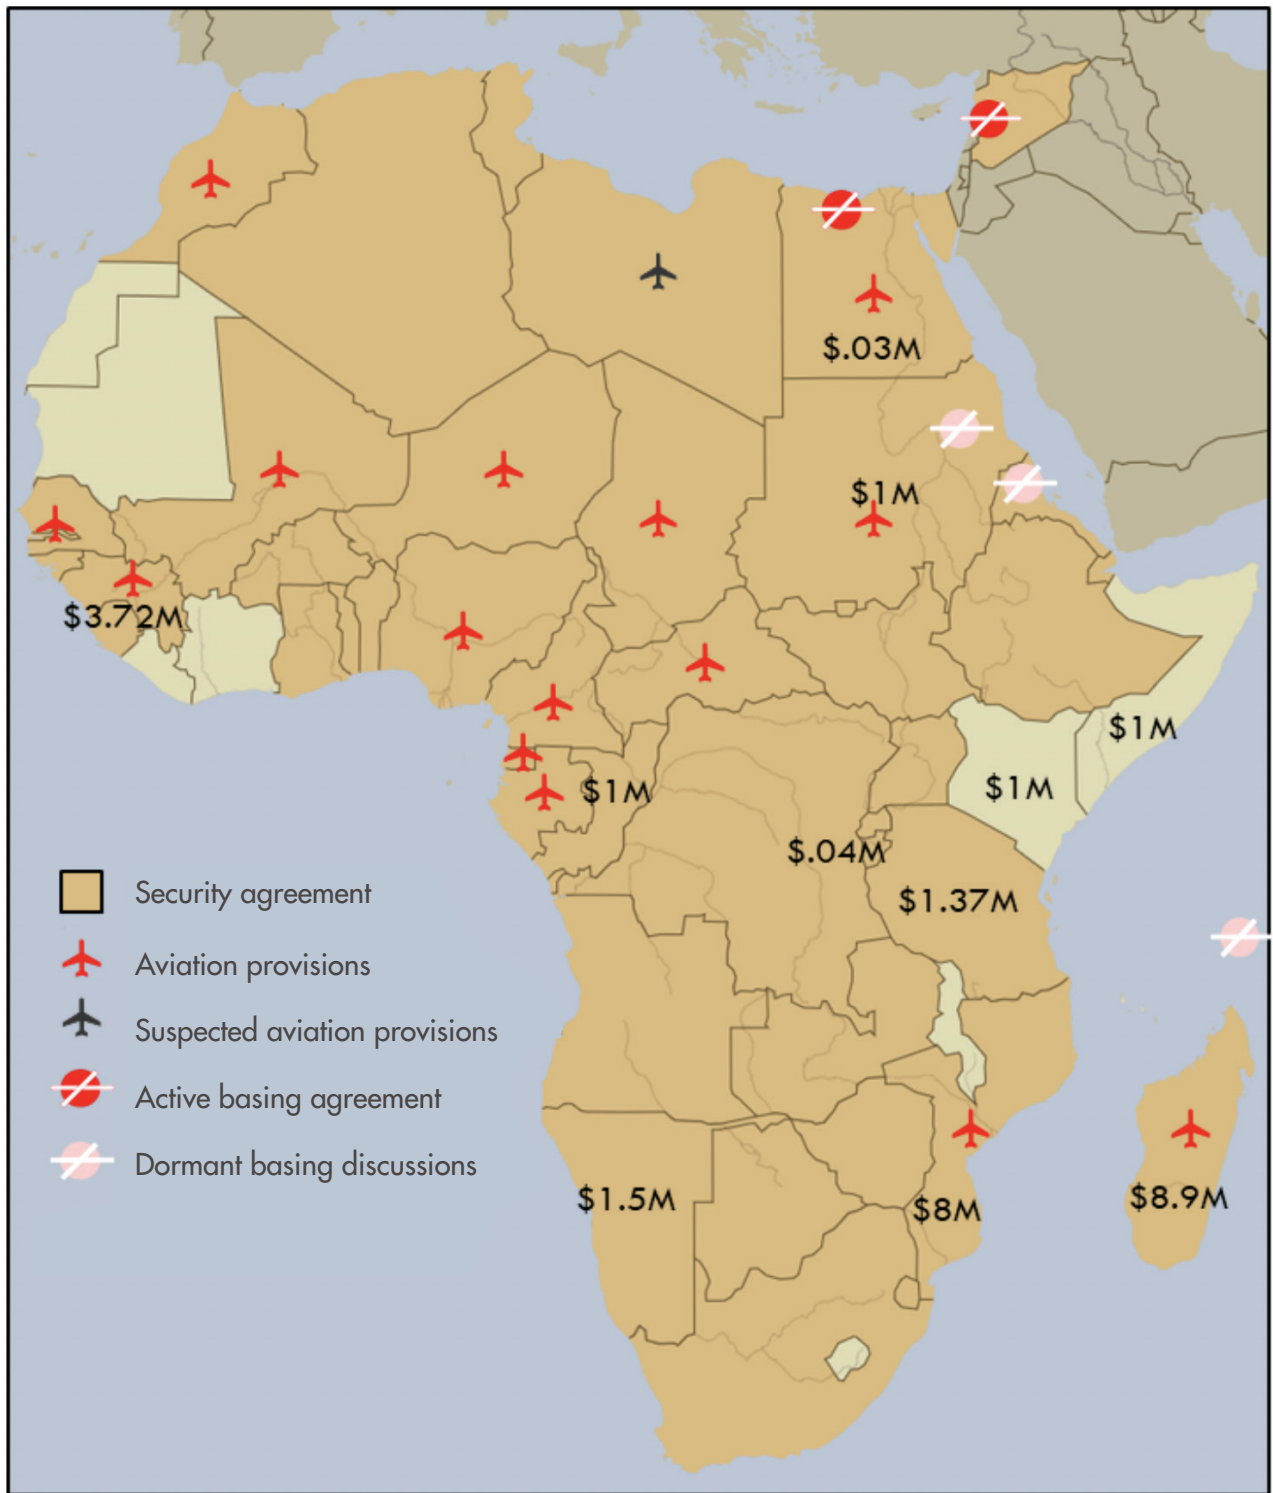 $.03M
$1M
$3.72M
$1M
$1M
$1M
$.04M
$1.37M
Security agreement
Aviation provisions
Suspected aviation provisions
Active basing agreement
Dormant basing discussions
$1.5M
$8M
$8.9M